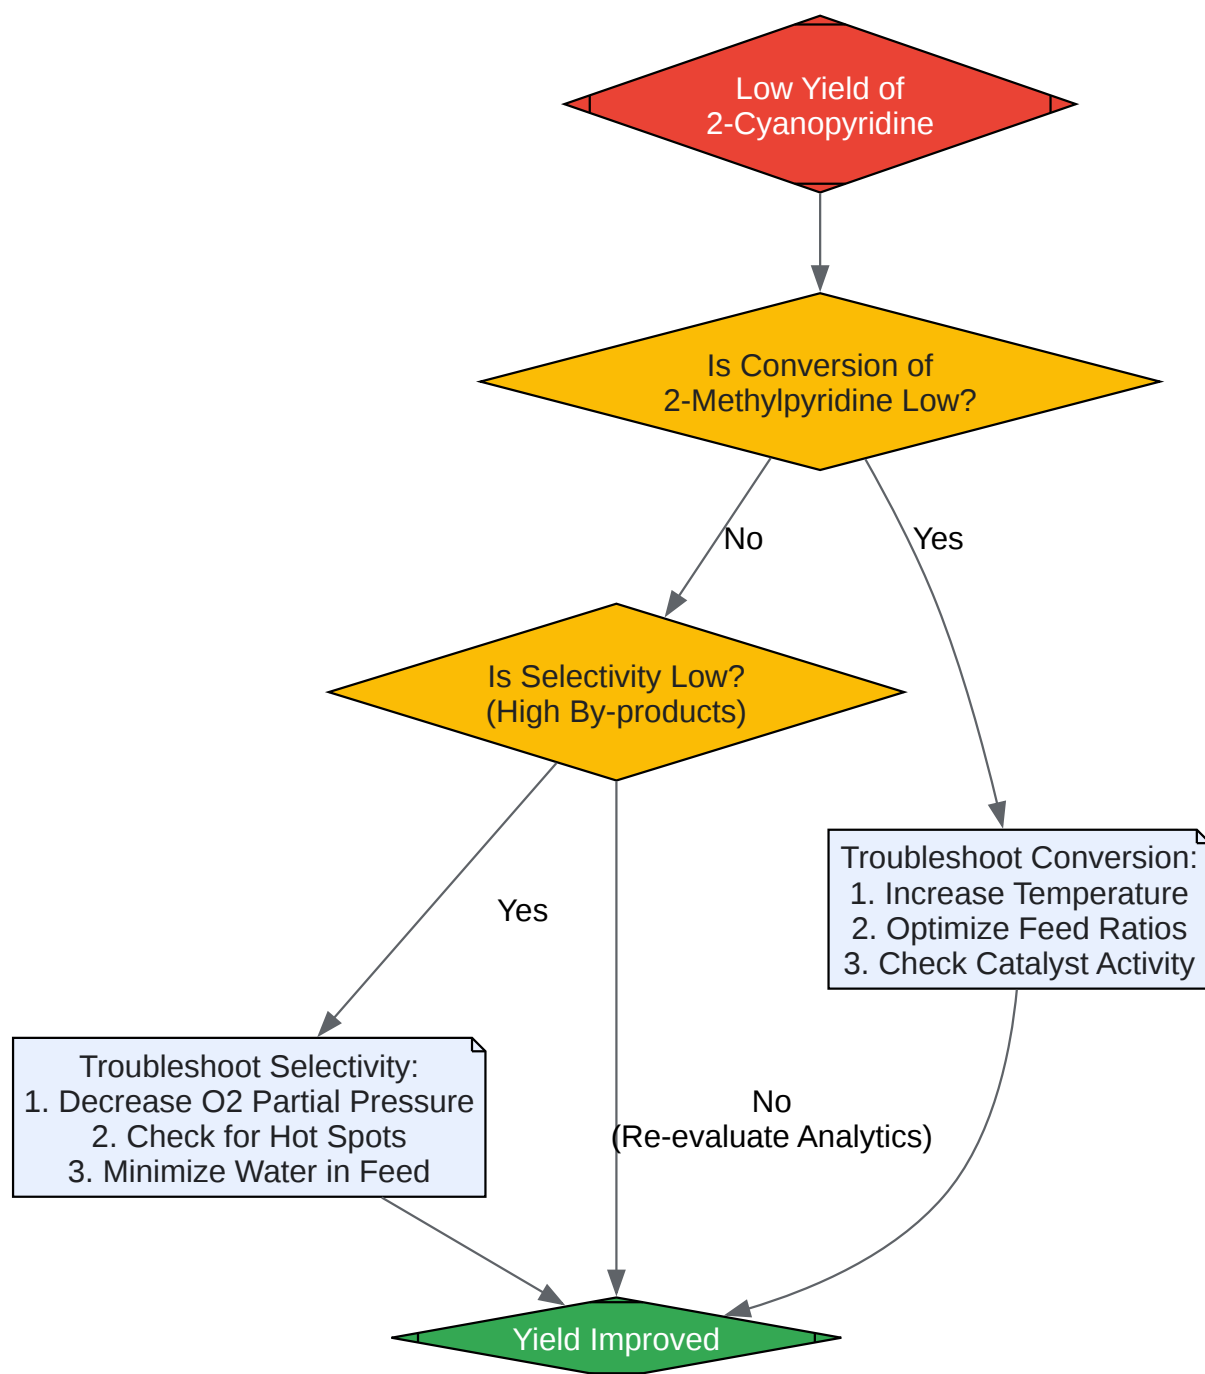 Low Yield of
2-Cyanopyridine
Is Conversion of
2-Methylpyridine Low?
No
Yes
Is Selectivity Low?
(High By-products)
Yes
Troubleshoot Conversion:
1. Increase Temperature
2. Optimize Feed Ratios
3. Check Catalyst Activity
Troubleshoot Selectivity:
1. Decrease O2 Partial Pressure
2. Check for Hot Spots
3. Minimize Water in Feed
No
(Re-evaluate Analytics)
Yield Improved